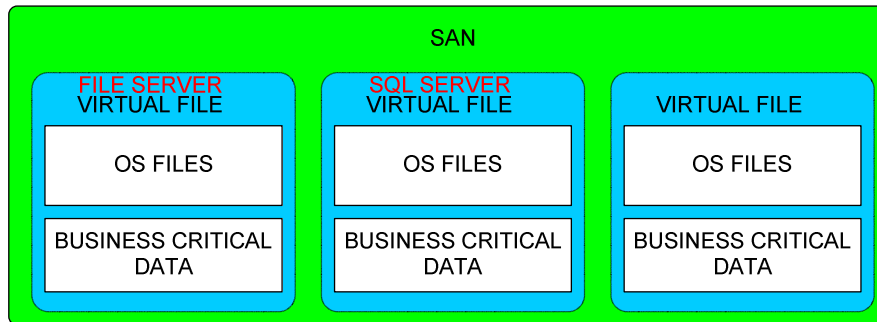 SAN
FILE SERVER
VIRTUAL FILE
OS FILES
BUSINESS CRITICAL
DATA
SQL SERVER
VIRTUAL FILE
OS FILES
BUSINESS CRITICAL
DATA
VIRTUAL FILE
OS FILES
BUSINESS CRITICAL
DATA